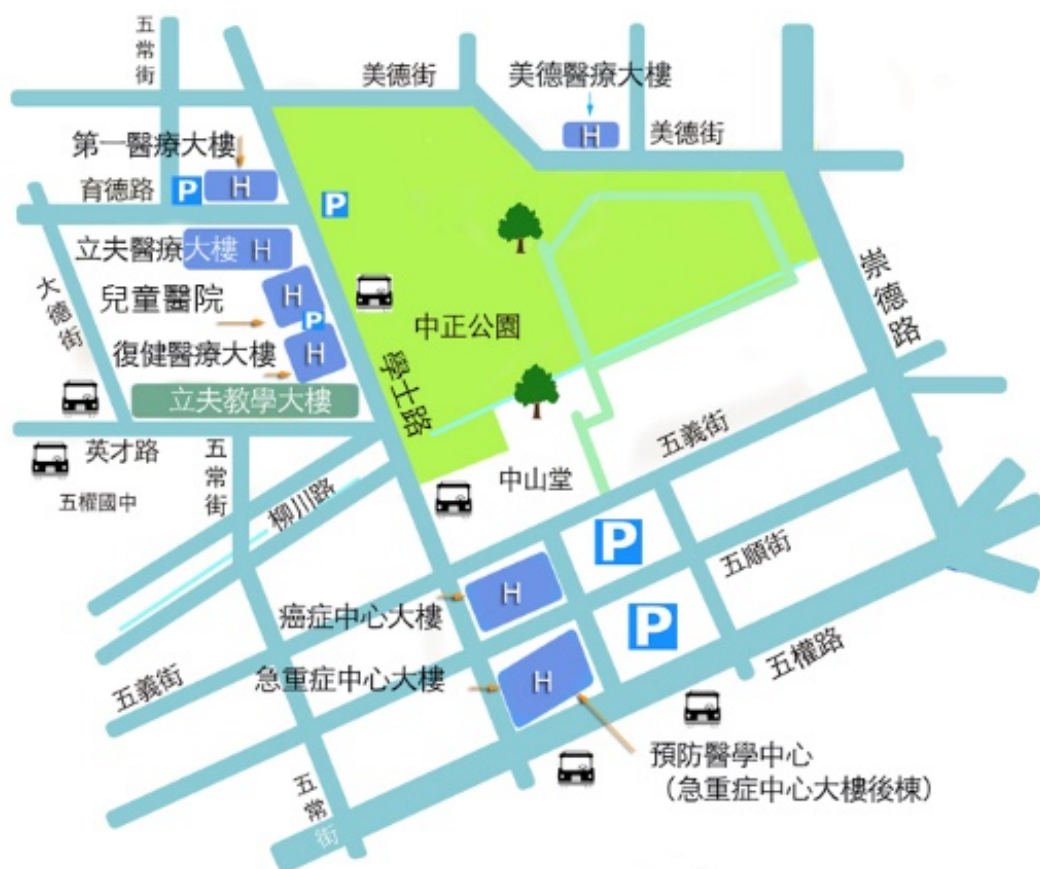 五常街
美德街
美德醫療大樓
H
美德街
第一醫療大樓
育德路
P
H
P
立夫醫療大樓
H
兒童醫院
H
P
大德街
復健醫療大樓
H
立夫教學大樓
中正公園
學士路
崇德路
英才路
五常街
五權國中
柳川路
中山堂
五義街
P
五順街
癌症中心大樓
H
P
五義街
急重症中心大樓
H
五權路
預防醫學中心
（急重症中心大樓後棟）
五常街